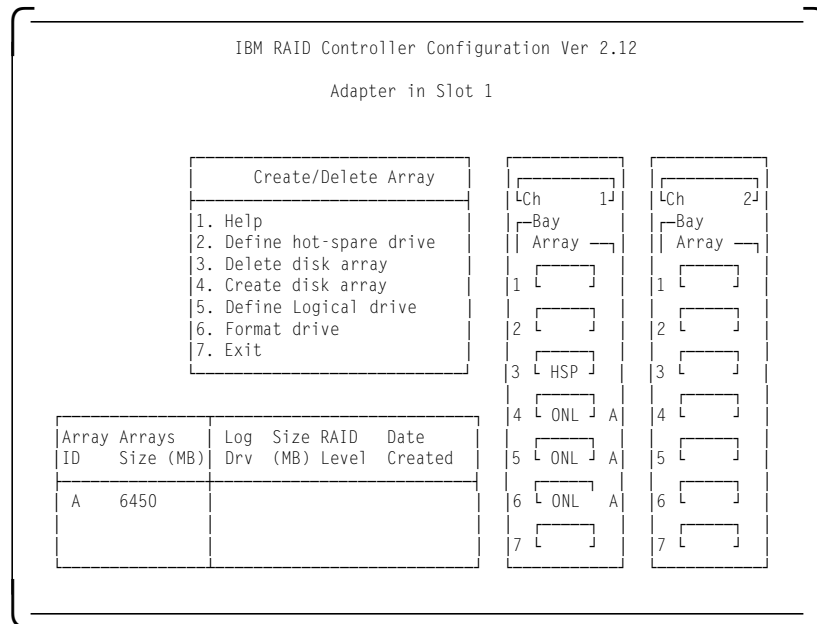 IBM RAID Controller Configuration Ver 2.12
Adapter in Slot 1
Create/Delete Array
1. Help
2. Define hot-spare drive
3. Delete disk array
4. Create disk array
5. Define Logical drive
6. Format drive
7. Exit
Ch 1
Bay
Array
1
2
3 HSP
4 ONL A
5 ONL A
6 ONL A
7
Ch 2
Bay
Array
1
2
3
4
5
6
7
Array Arrays Log Size RAID Date
ID Size (MB) Drv (MB) Level Created
A 6450